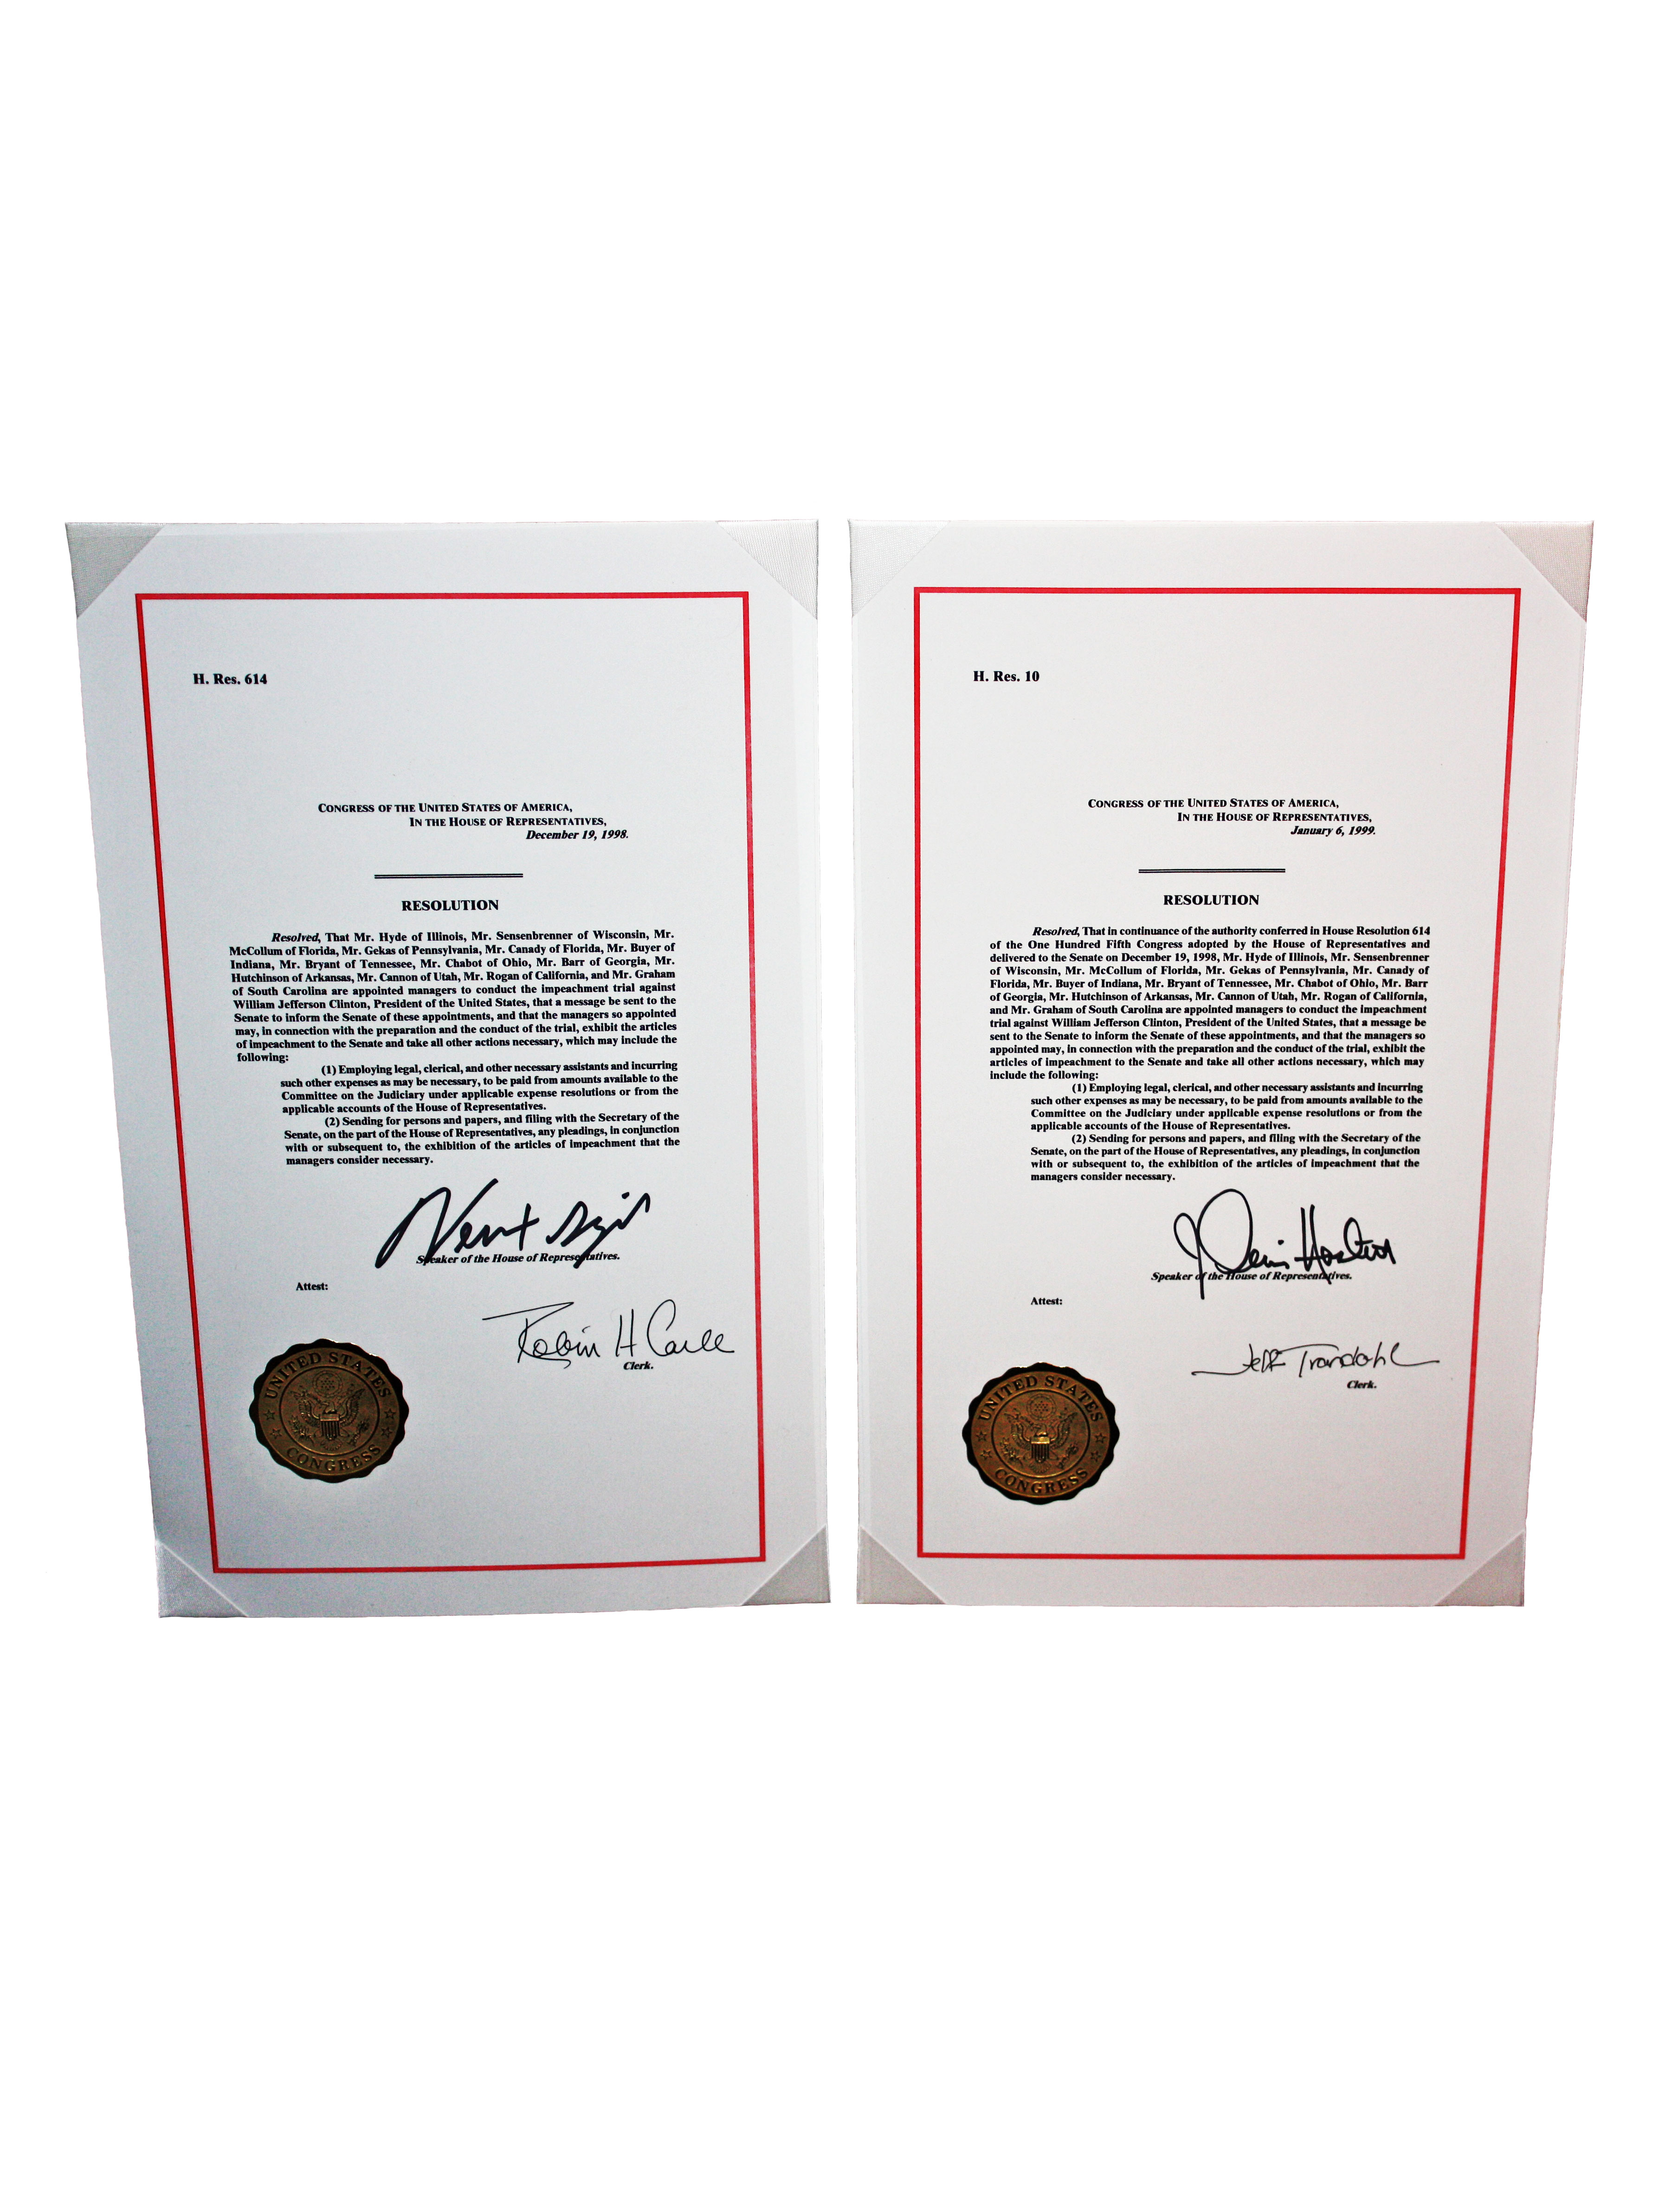 H. Res. 614
CONGRESS OF THE UNITED STATES OF AMERICA,
IN THE HOUSE OF REPRESENTATIVES,
December 19, 1998.
RESOLUTION
Resolved, That Mr. Hyde of Illinois, Mr. Sensenbrenner of Wisconsin, Mr.
McCollum of Florida, Mr. Gekas of Pennsylvania, Mr. Canady of Florida, Mr. Buyer of
Indiana, Mr. Bryant of Tennessee, Mr. Chabot of Ohio, Mr. Barr of Georgia, Mr.
Hutchinson of Arkansas, Mr. Cannon of Utah, Mr. Rogan of California, and Mr. Graham
of South Carolina are appointed managers to conduct the impeachment trial against
William Jefferson Clinton, President of the United States, that a message be sent to the
Senate to inform the Senate of these appointments, and that the managers so appointed
may, in connection with the preparation and the conduct of the trial, exhibit the articles
of impeachment to the Senate and take all other actions necessary, which may include the
following:
(1) Employing legal, clerical, and other necessary assistants and incurring
such other expenses as may be necessary, to be paid from amounts available to the
Committee on the Judiciary under applicable expense resolutions or from the
applicable accounts of the House of Representatives.
(2) Sending for persons and papers, and filing with the Secretary of the
Senate, on the part of the House of Representatives, any pleadings, in conjunction
with or subsequent to, the exhibition of the articles of impeachment that the
managers consider necessary.
Speaker of the House of Representatives.
Attest:
Robin H Carle
Clerk.
UNITED STATES
CONGRESS
H. Res. 10
CONGRESS OF THE UNITED STATES OF AMERICA,
IN THE HOUSE OF REPRESENTATIVES,
January 6, 1999.
RESOLUTION
Resolved, That in continuance of the authority conferred in House Resolution 614
of the One Hundred Fifth Congress adopted by the House of Representatives and
delivered to the Senate on December 19, 1998, Mr. Hyde of Illinois, Mr. Sensenbrenner
of Wisconsin, Mr. McCollum of Florida, Mr. Gekas of Pennsylvania, Mr. Canady of
Florida, Mr. Buyer of Indiana, Mr. Bryant of Tennessee, Mr. Chabot of Ohio, Mr. Barr
of Georgia, Mr. Hutchinson of Arkansas, Mr. Cannon of Utah, Mr. Rogan of California,
and Mr. Graham of South Carolina are appointed managers to conduct the impeachment
trial against William Jefferson Clinton, President of the United States, that a message be
sent to the Senate to inform the Senate of these appointments, and that the managers so
appointed may, in connection with the preparation and the conduct of the trial, exhibit the
articles of impeachment to the Senate and take all other actions necessary, which may
include the following:
(1) Employing legal, clerical, and other necessary assistants and incurring
such other expenses as may be necessary, to be paid from amounts available to the
Committee on the Judiciary under applicable expense resolutions or from the
applicable accounts of the House of Representatives.
(2) Sending for persons and papers, and filing with the Secretary of the
Senate, on the part of the House of Representatives, any pleadings, in conjunction
with or subsequent to, the exhibition of the articles of impeachment that the
managers consider necessary.
Speaker of the House of Representatives.
Attest:
Jeff Trandahl
Clerk.
UNITED STATES
CONGRESS